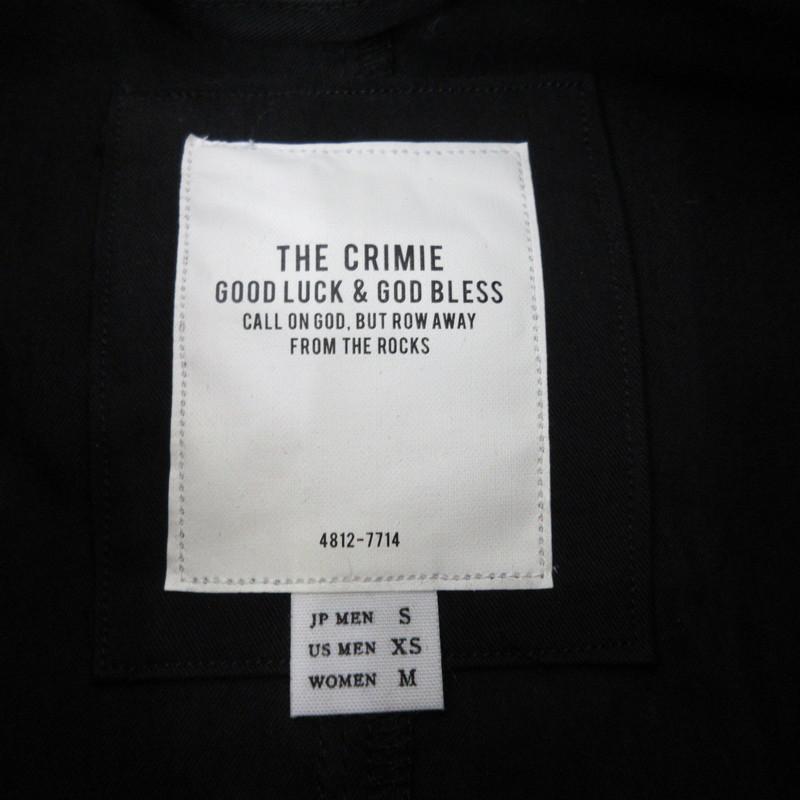 THE CRIMIE
GOOD LUCK & GOD BLESS
CALL ON GOD, BUT ROW AWAY
FROM THE ROCKS
4812-7714
JP MEN S
US MEN XS
WOMEN M